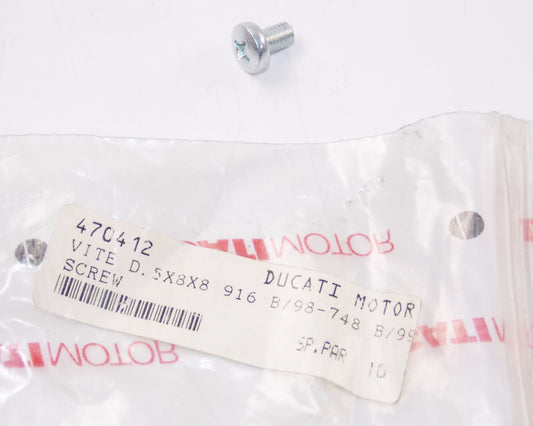 470412 DUCATI MOTOR
VITE D.5X8X8 916 B/98-748 B/99
SCREW
SP.PAR 10
MOTOR
MOTOR